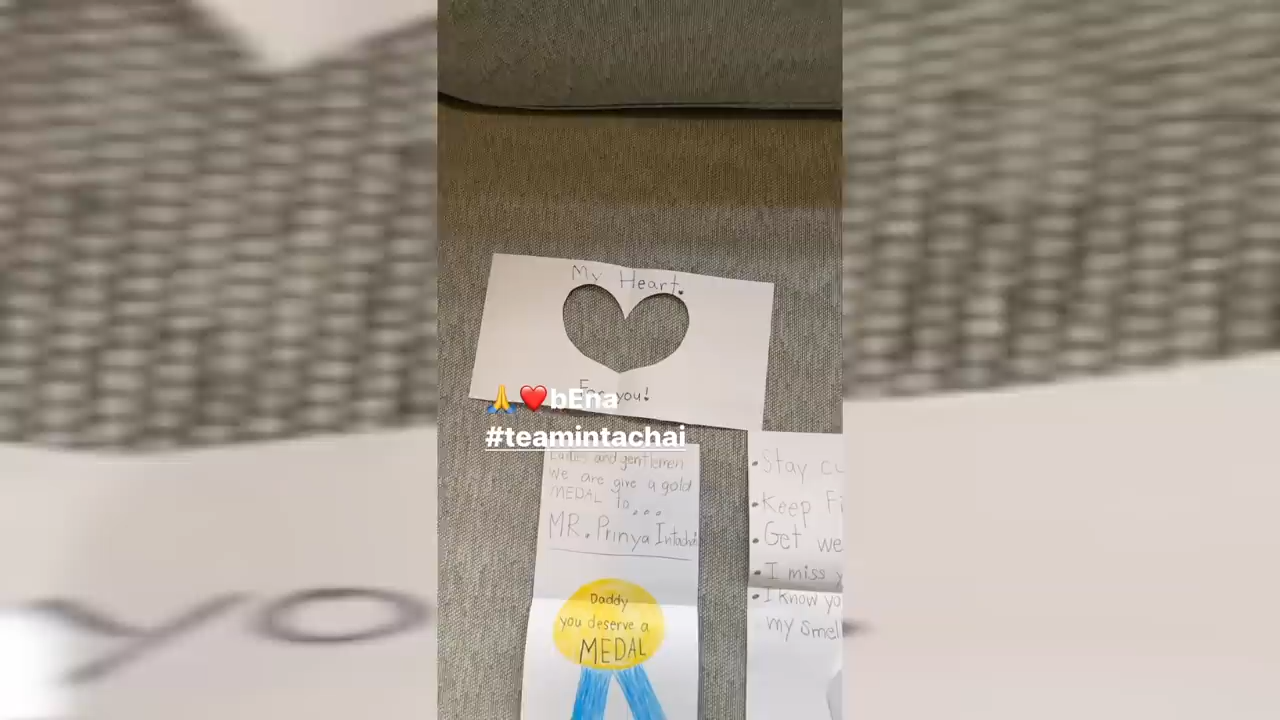 My Heart.
For you!
🙏❤️bEna
#teamintachai
Ladies and gentlemen
we are give a gold
MEDAL to...
MR. Prinya Intachai
Daddy
you deserve a
MEDAL
• Stay
• Keep
• Get
• I miss
• I know
my
yo